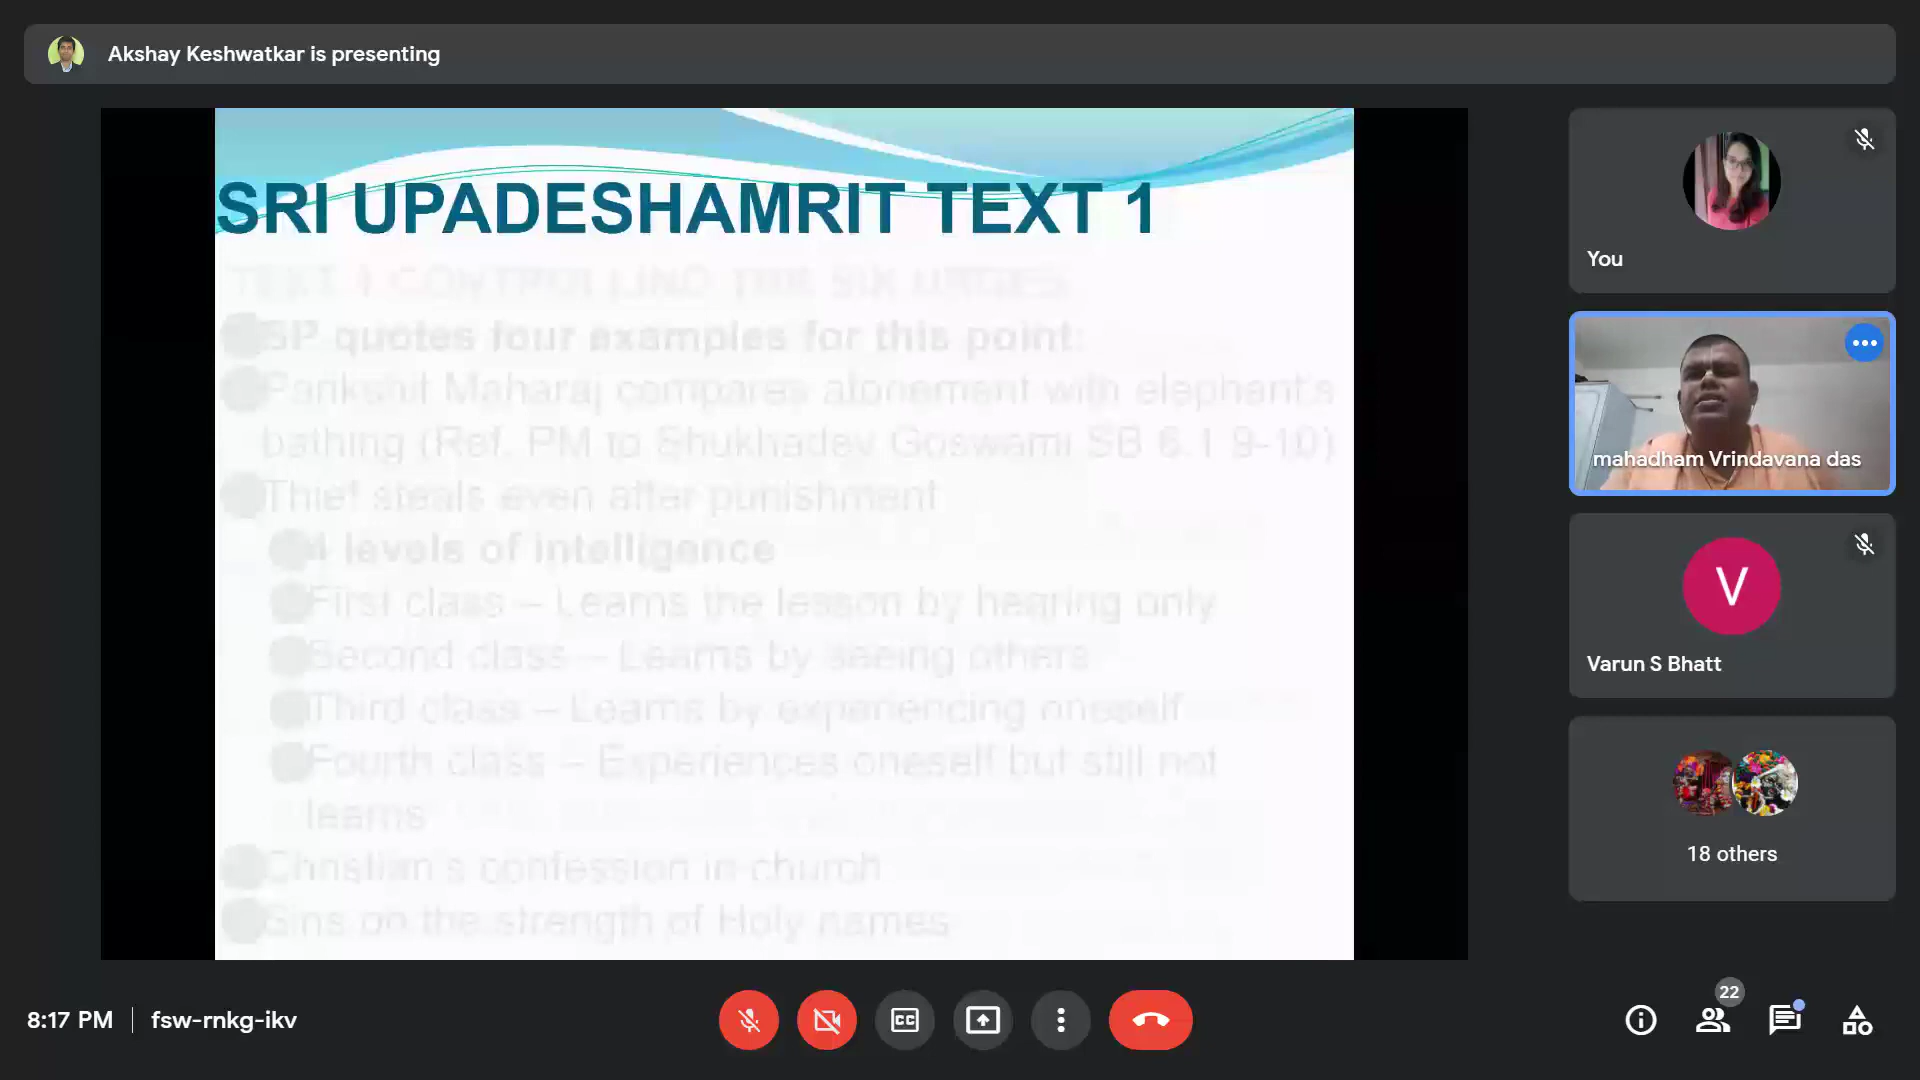 Akshay Keshwatkar is presenting
SRI UPADESHAMRIT TEXT 1
TEXT 1 CONTROLLING THE SIX URGES
SP quotes four examples for this point:
Parikshit Maharaj compares atonement with elephant's
bathing (Ref. PM to Shukhadev Goswami SB 6.1.9-10)
Thief steals even after punishment
4 levels of intelligence
First class – Learns the lesson by hearing only
Second class – Learns by seeing others
Third class – Learns by experiencing oneself
Fourth class – Experiences oneself but still not
learns
Christian's confession in church
Sins on the strength of Holy names
You
mahadham Vrindavana das
V
Varun S Bhatt
18 others
8:17 PM
fsw-rnkg-ikv
CC
22